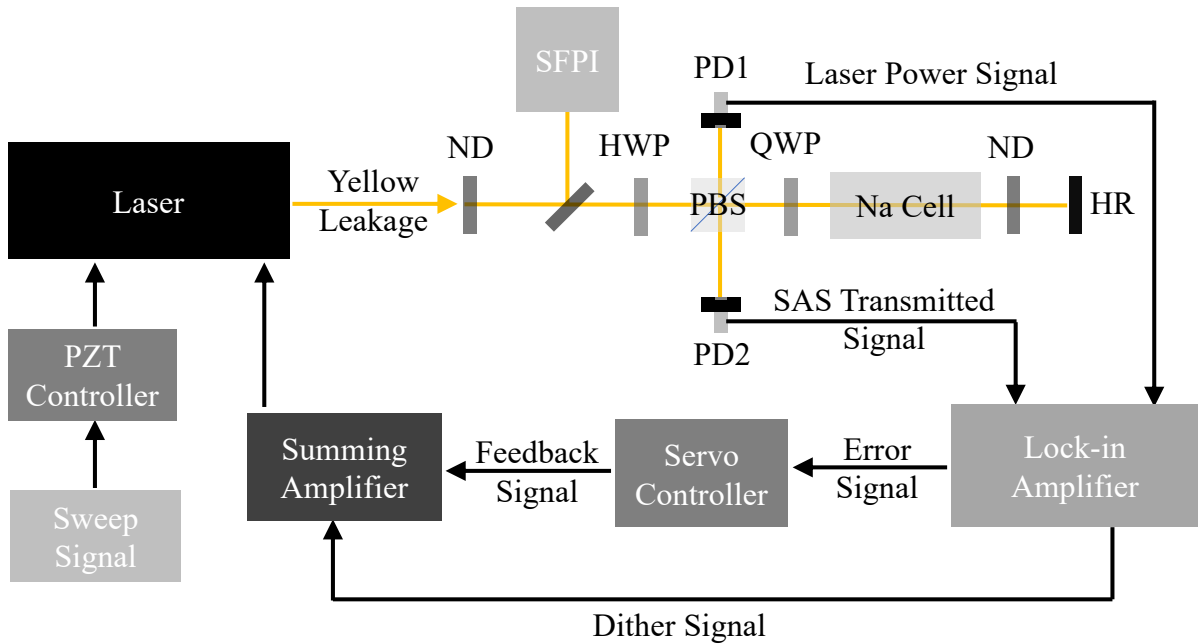 SFPI
PD1
Laser Power Signal
ND
HWP
QWP
ND
Laser
Yellow
Leakage
PBS
Na Cell
HR
SAS Transmitted
Signal
PD2
PZT
Controller
Summing
Amplifier
Feedback
Signal
Servo
Controller
Error
Signal
Lock-in
Amplifier
Sweep
Signal
Dither Signal